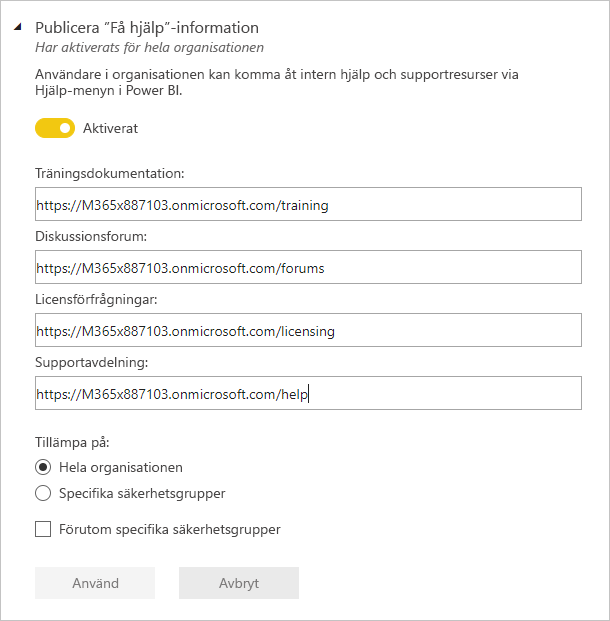 Publicera ”Få hjälp”-information
Har aktiverats för hela organisationen
Användare i organisationen kan komma åt intern hjälp och supportresurser via
Hjälp-menyn i Power BI.
Aktiverat
Träningsdokumentation:
https://M365x887103.onmicrosoft.com/training
Diskussionsforum:
https://M365x887103.onmicrosoft.com/forums
Licensförfrågningar:
https://M365x887103.onmicrosoft.com/licensing
Supportavdelning:
https://M365x887103.onmicrosoft.com/help
Tillämpa på:
Hela organisationen
Specifika säkerhetsgrupper
Förutom specifika säkerhetsgrupper
Använd
Avbryt